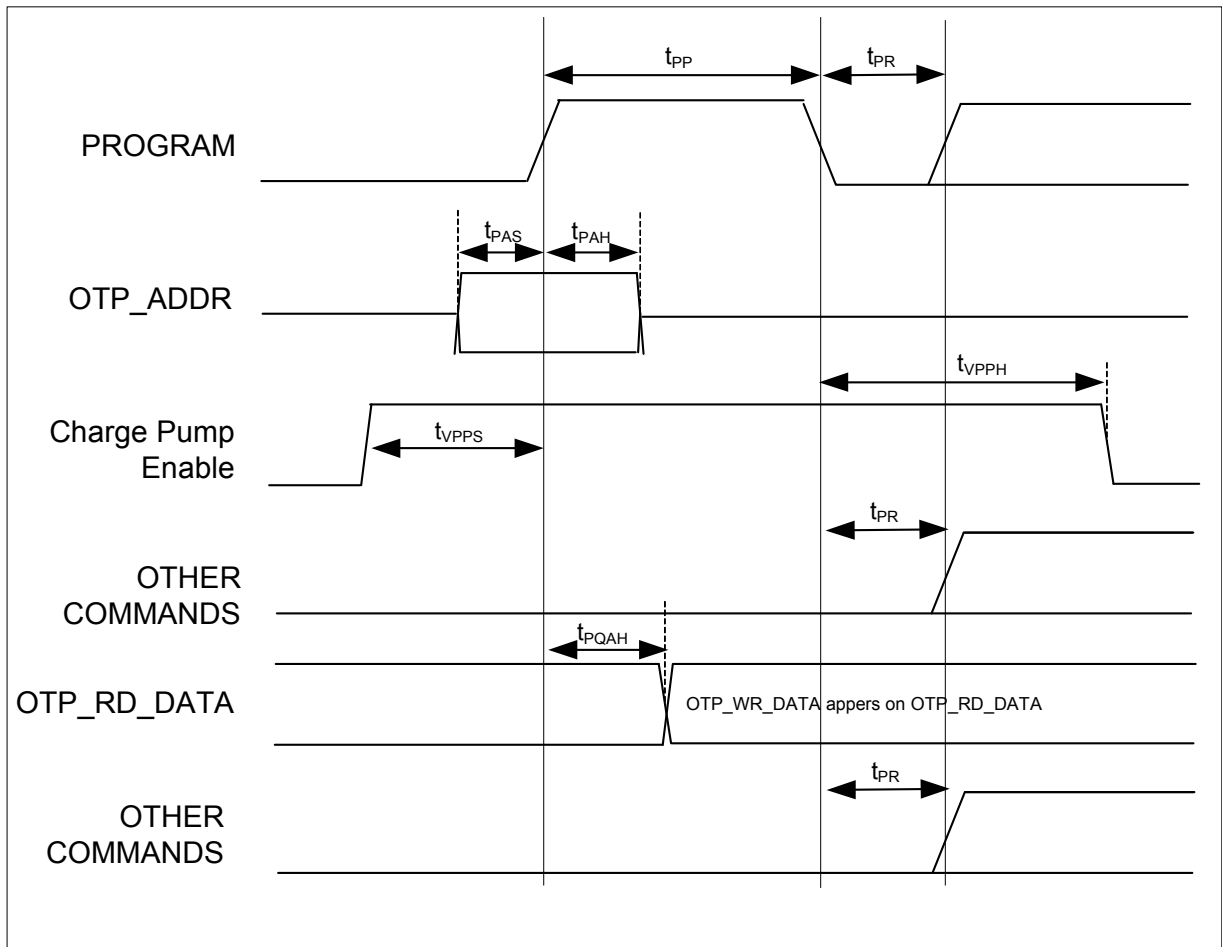 tPP
tPR
PROGRAM
tPAS
tPAH
OTP_ADDR
tVPPH
Charge Pump
Enable
tVPPS
tPR
OTHER
COMMANDS
tPQAH
OTP_RD_DATA
OTP_WR_DATA appers on OTP_RD_DATA
tPR
OTHER
COMMANDS